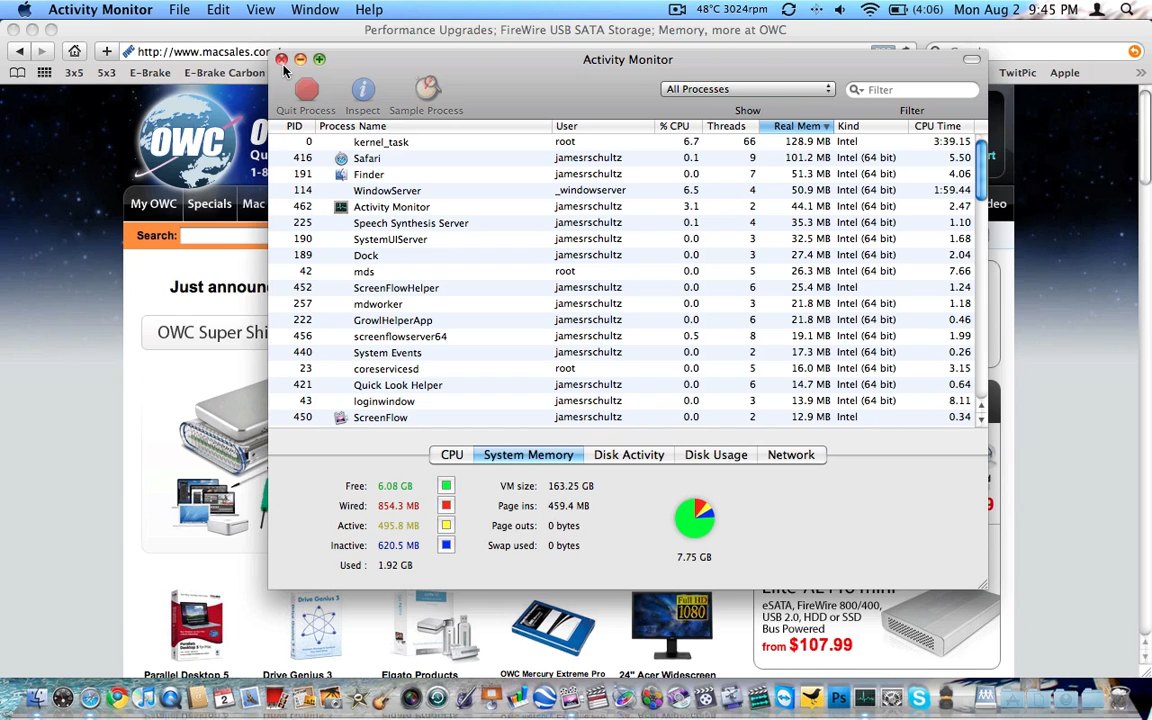 Activity Monitor File Edit View Window Help 48°C 3024rpm (4:06) Mon Aug 2 9:45 PM
Performance Upgrades; FireWire USB SATA Storage; Memory, more at OWC
http://www.macsales.co
3x5 5x3 E-Brake E-Brake Carbon TwitPic Apple
Activity Monitor
Quit Process Inspect Sample Process All Processes Show Filter Filter
PID Process Name User % CPU Threads Real Mem Kind CPU Time
0 kernel_task root 6.7 66 128.9 MB Intel 3:39.15
416 Safari jamesrschultz 0.1 9 101.2 MB Intel (64 bit) 5.50
191 Finder jamesrschultz 0.0 7 51.3 MB Intel (64 bit) 4.06
114 WindowServer _windowserver 6.5 4 50.9 MB Intel (64 bit) 1:59.44
462 Activity Monitor jamesrschultz 3.1 2 44.1 MB Intel (64 bit) 2.47
225 Speech Synthesis Server jamesrschultz 0.1 4 35.3 MB Intel (64 bit) 1.10
190 SystemUIServer jamesrschultz 0.0 3 32.5 MB Intel (64 bit) 1.68
189 Dock jamesrschultz 0.0 3 27.4 MB Intel (64 bit) 2.04
42 mds root 0.0 5 26.3 MB Intel (64 bit) 7.66
452 ScreenFlowHelper jamesrschultz 0.0 6 25.4 MB Intel 1.24
257 mdworker jamesrschultz 0.0 3 21.8 MB Intel (64 bit) 1.18
222 GrowlHelperApp jamesrschultz 0.0 6 21.8 MB Intel (64 bit) 0.46
456 screenflowserver64 jamesrschultz 0.5 8 19.1 MB Intel (64 bit) 1.99
440 System Events jamesrschultz 0.0 2 17.3 MB Intel (64 bit) 0.26
23 coreservicesd root 0.0 5 16.0 MB Intel (64 bit) 3.15
421 Quick Look Helper jamesrschultz 0.0 6 14.7 MB Intel (64 bit) 0.64
43 loginwindow jamesrschultz 0.0 2 13.9 MB Intel (64 bit) 8.11
450 ScreenFlow jamesrschultz 0.0 2 12.9 MB Intel 0.34
CPU System Memory Disk Activity Disk Usage Network
Free: 6.08 GB VM size: 163.25 GB
Wired: 854.3 MB Page ins: 459.4 MB
Active: 495.8 MB Page outs: 0 bytes
Inactive: 620.5 MB Swap used: 0 bytes
Used: 1.92 GB 7.75 GB
OWC
1-8
My OWC Specials Mac deo
Search:
Just announ
OWC Super Shi
eSATA, FireWire 800/400,
USB 2.0, HDD or SSD
Bus Powered
from $107.99
Full HD
1080
Parallels Desktop 5 Drive Genius 3 Elgato Products OWC Mercury Extreme Pro 24" Acer Widescreen